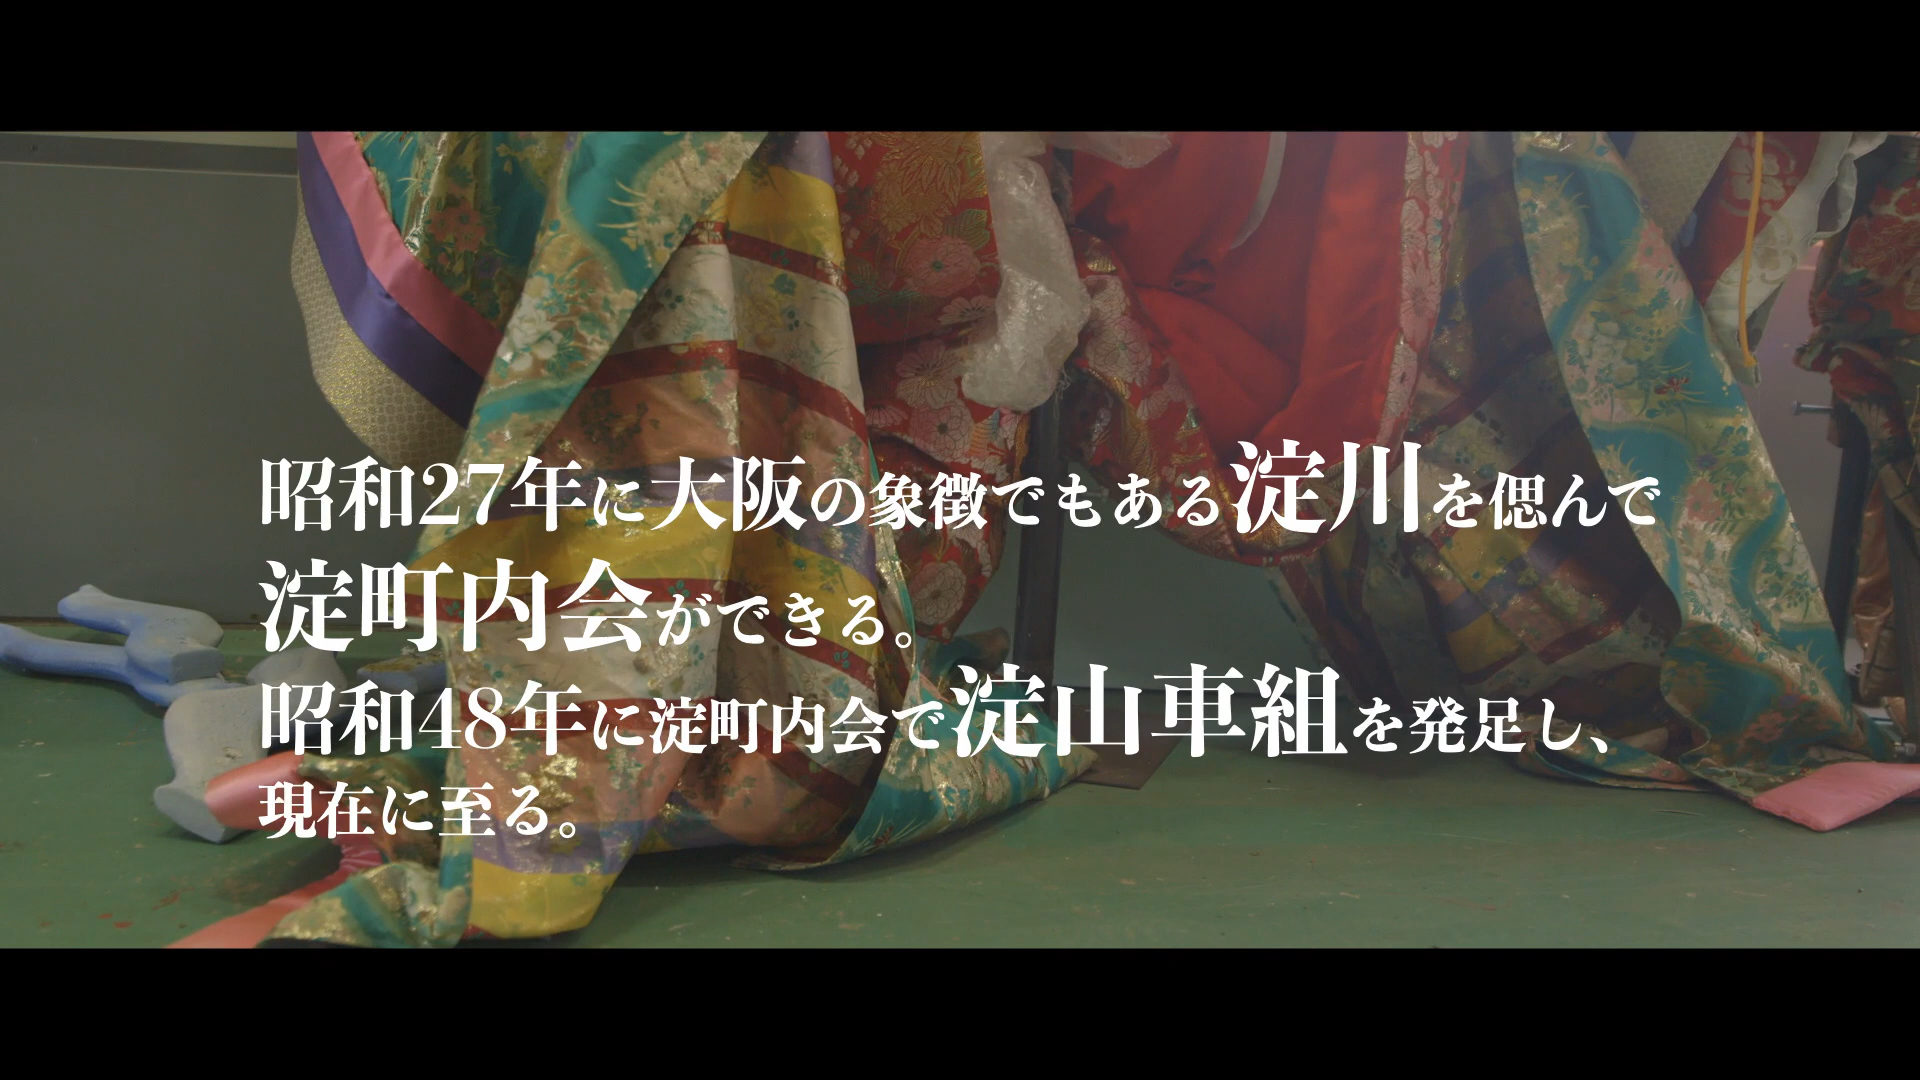 昭和27年に大阪の象徴でもある淀川を偲んで
淀町内会ができる。
昭和48年に淀町内会で淀山車組を発足し、
現在に至る。